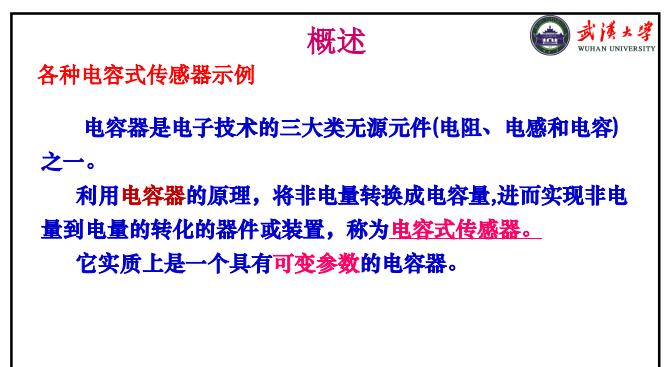 概述
武汉大学
WUHAN UNIVERSITY
各种电容式传感器示例
电容器是电子技术的三大类无源元件(电阻、电感和电容)
之一。
利用电容器的原理，将非电量转换成电容量,进而实现非电
量到电量的转化的器件或装置，称为电容式传感器。
它实质上是一个具有可变参数的电容器。